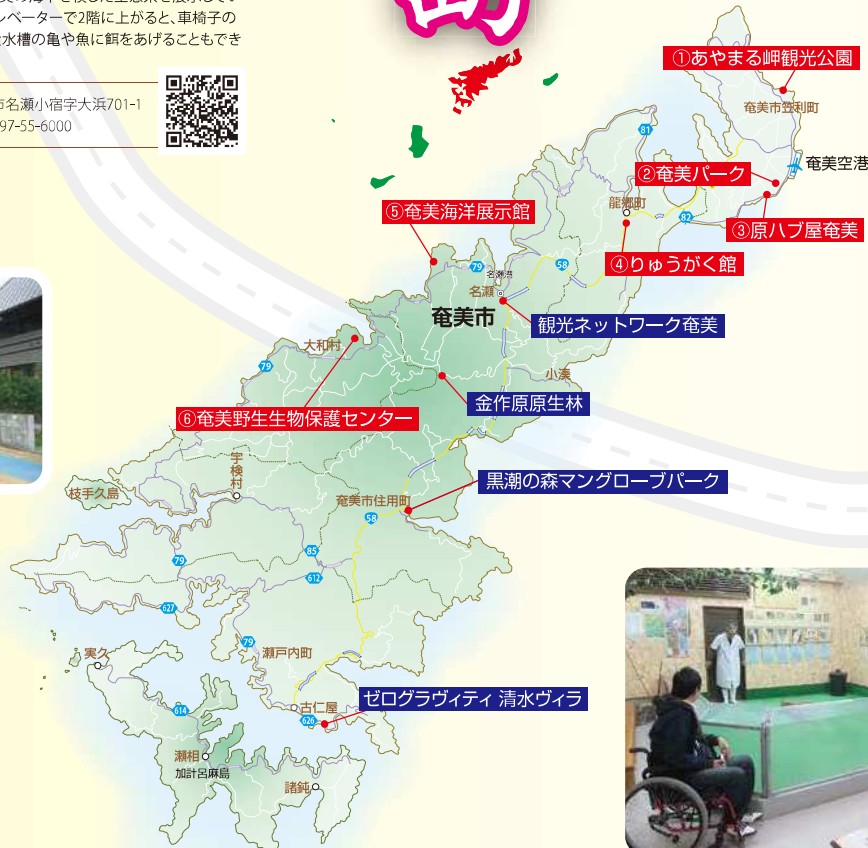 レベーターで2階に上がると、車椅子の
水槽の亀や魚に餌をあげることもでき
市名瀬小宿字大浜701-1
97-55-6000
①あやまる岬観光公園
奄美市笠利町
奄美空港
②奄美パーク
③原ハブ屋奄美
龍郷町
④りゅうがく館
⑤奄美海洋展示館
81
82
58
79
名瀬港
名瀬
奄美市
観光ネットワーク奄美
大和村
79
小湊
金作原原生林
⑥奄美野生生物保護センター
宇検村
枝手久島
黒潮の森マングローブパーク
奄美市住用町
58
85
79
612
627
79
瀬戸内町
実久
ゼログラヴィティ 清水ヴィラ
古仁屋
626
614
瀬相
加計呂麻島
諸鈍